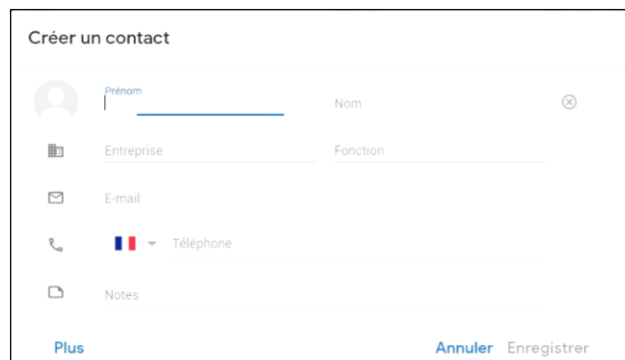 Créer un contact
Prénom
Nom
Entreprise Fonction
E-mail
Téléphone
Notes
Plus Annuler Enregistrer